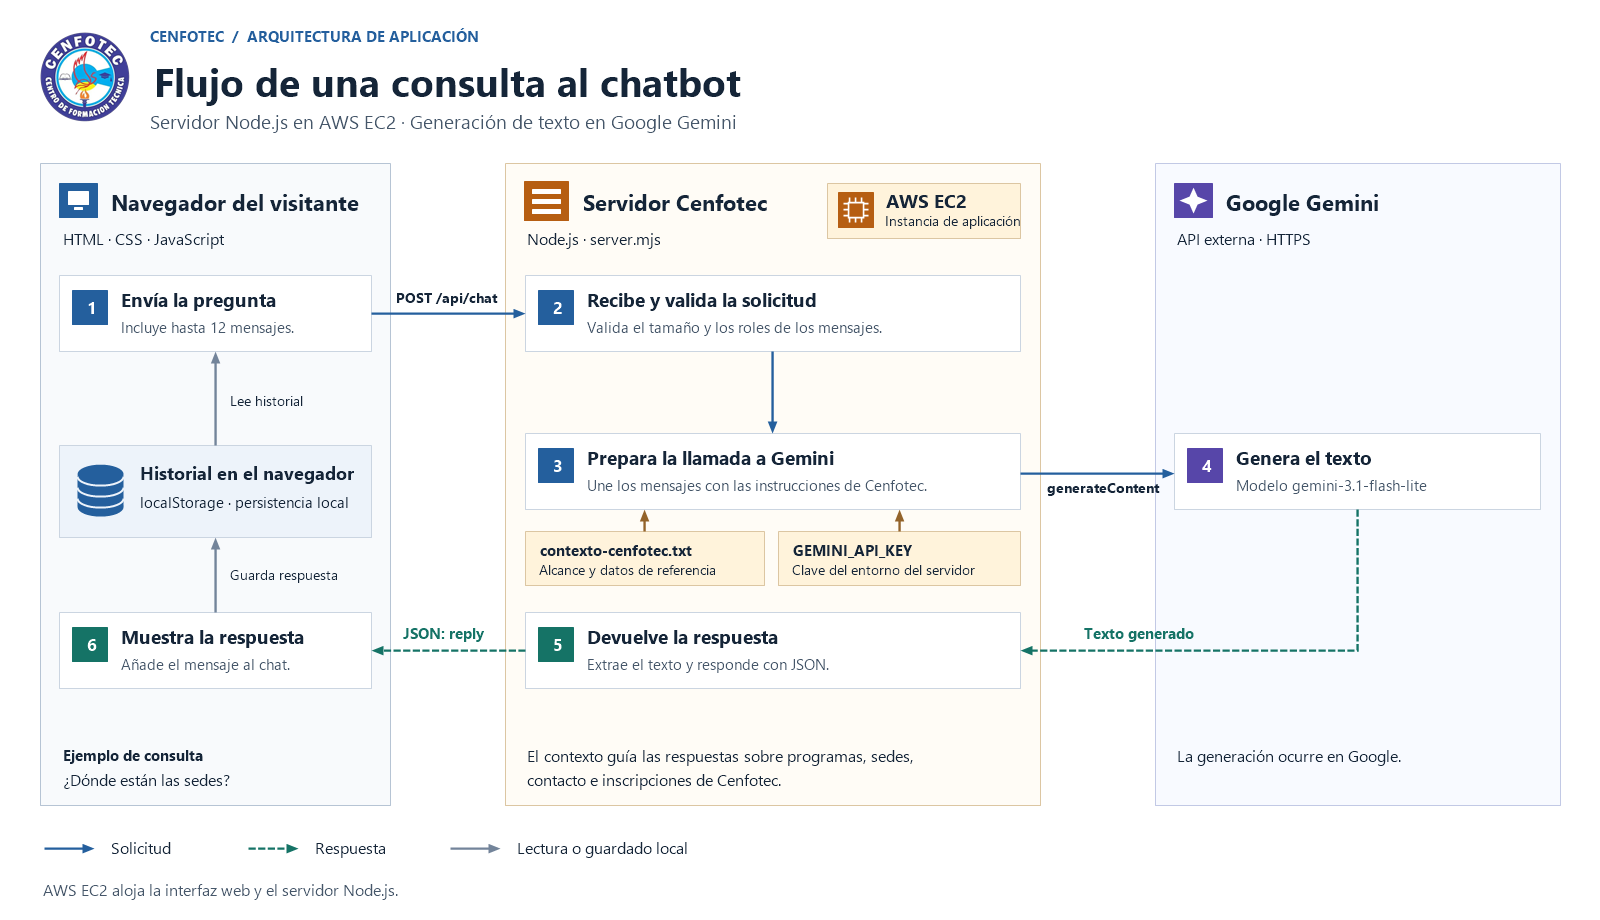 CENFOTEC
CENTRO DE FORMACION TECNICA
CENFOTEC / ARQUITECTURA DE APLICACIÓN
Flujo de una consulta al chatbot
Servidor Node.js en AWS EC2 · Generación de texto en Google Gemini
Navegador del visitante
HTML · CSS · JavaScript
1
Envía la pregunta
Incluye hasta 12 mensajes.
Lee historial
Historial en el navegador
localStorage · persistencia local
Guarda respuesta
6
Muestra la respuesta
Añade el mensaje al chat.
Ejemplo de consulta
¿Dónde están las sedes?
POST /api/chat
JSON: reply
Servidor Cenfotec
Node.js · server.mjs
AWS EC2
Instancia de aplicación
2
Recibe y valida la solicitud
Valida el tamaño y los roles de los mensajes.
3
Prepara la llamada a Gemini
Une los mensajes con las instrucciones de Cenfotec.
contexto-cenfotec.txt
Alcance y datos de referencia
GEMINI_API_KEY
Clave del entorno del servidor
5
Devuelve la respuesta
Extrae el texto y responde con JSON.
El contexto guía las respuestas sobre programas, sedes,
contacto e inscripciones de Cenfotec.
generateContent
Texto generado
Google Gemini
API externa · HTTPS
4
Genera el texto
Modelo gemini-3.1-flash-lite
La generación ocurre en Google.
Solicitud
Respuesta
Lectura o guardado local
AWS EC2 aloja la interfaz web y el servidor Node.js.